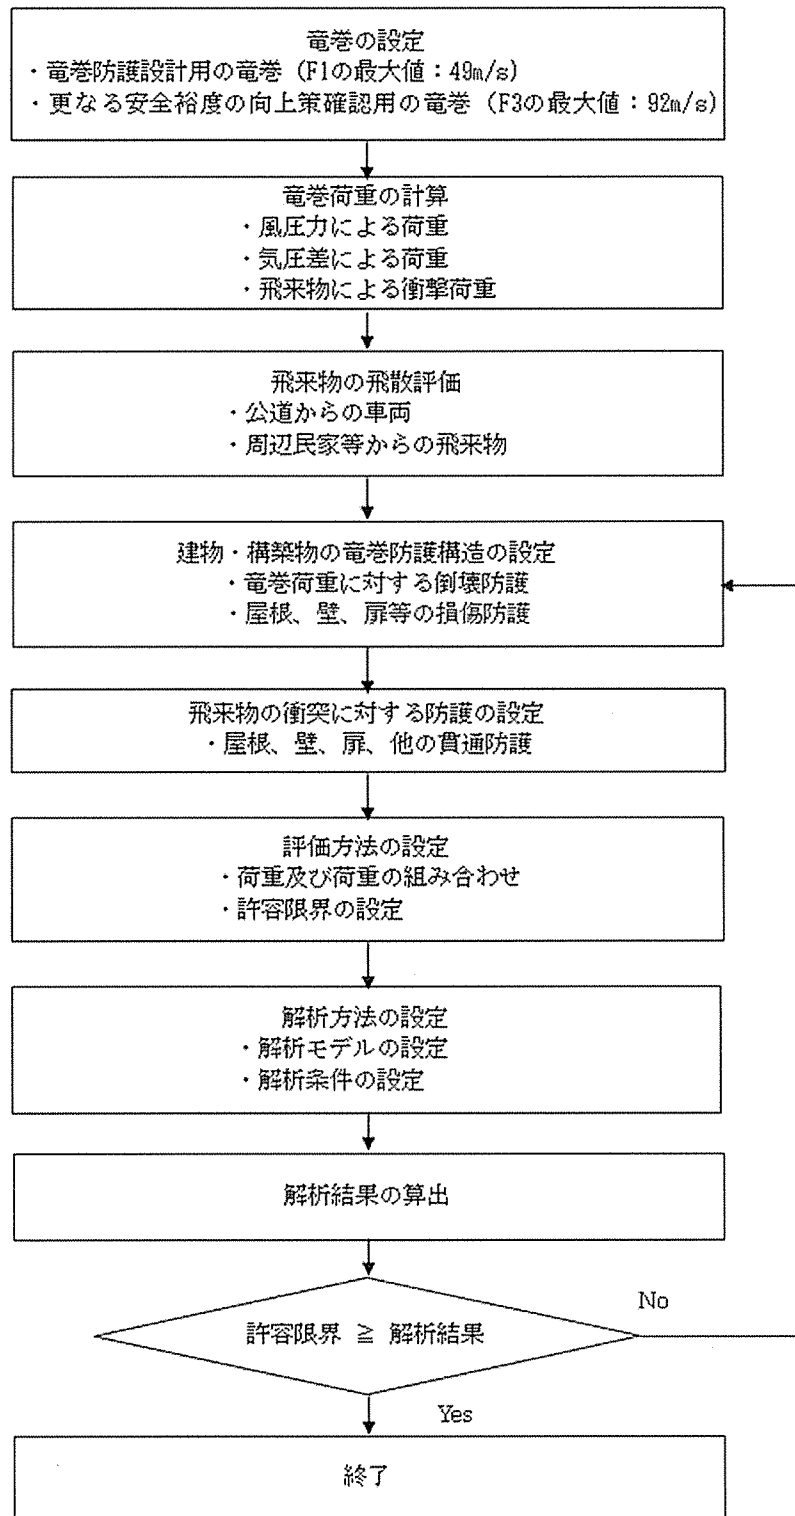 竜巻の設定
・竜巻防護設計用の竜巻（F1の最大値：49m/s）
・更なる安全裕度の向上策確認用の竜巻（F3の最大値：92m/s）
竜巻荷重の計算
・風圧力による荷重
・気圧差による荷重
・飛来物による衝撃荷重
飛来物の飛散評価
・公道からの車両
・周辺民家等からの飛来物
建物・構築物の竜巻防護構造の設定
・竜巻荷重に対する倒壊防護
・屋根、壁、扉等の損傷防護
飛来物の衝突に対する防護の設定
・屋根、壁、扉、他の貫通防護
評価方法の設定
・荷重及び荷重の組み合わせ
・許容限界の設定
解析方法の設定
・解析モデルの設定
・解析条件の設定
解析結果の算出
許容限界 ≧ 解析結果
No
Yes
終了